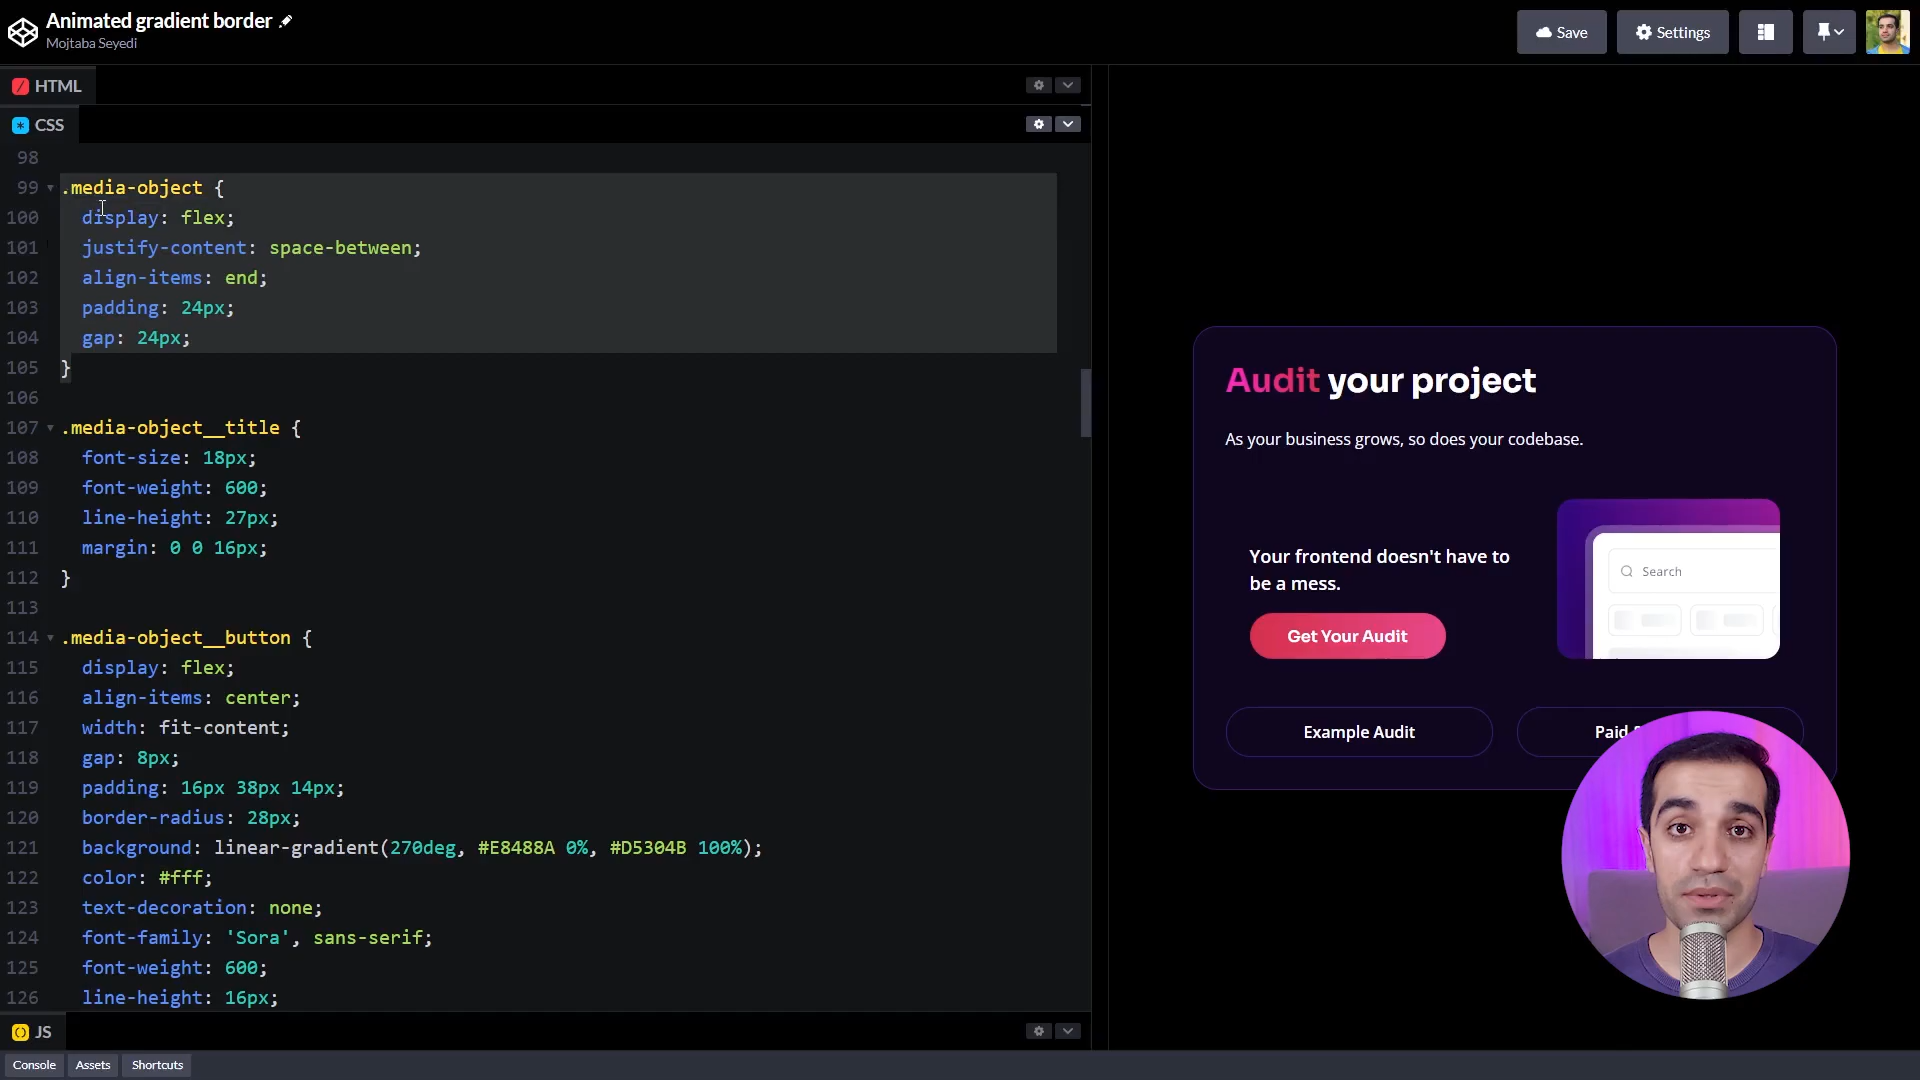 Animated gradient border
Mojtaba Seyedi
Save
Settings
HTML
CSS
98
99 .media-object {
100 display: flex;
101 justify-content: space-between;
102 align-items: end;
103 padding: 24px;
104 gap: 24px;
105 }
106
107 .media-object__title {
108 font-size: 18px;
109 font-weight: 600;
110 line-height: 27px;
111 margin: 0 0 16px;
112 }
113
114 .media-object__button {
115 display: flex;
116 align-items: center;
117 width: fit-content;
118 gap: 8px;
119 padding: 16px 38px 14px;
120 border-radius: 28px;
121 background: linear-gradient(270deg, #E8488A 0%, #D5304B 100%);
122 color: #fff;
123 text-decoration: none;
124 font-family: 'Sora', sans-serif;
125 font-weight: 600;
126 line-height: 16px;
JS
Console Assets Shortcuts
Audit your project
As your business grows, so does your codebase.
Your frontend doesn't have to
be a mess.
Get Your Audit
Search
Example Audit
Paid